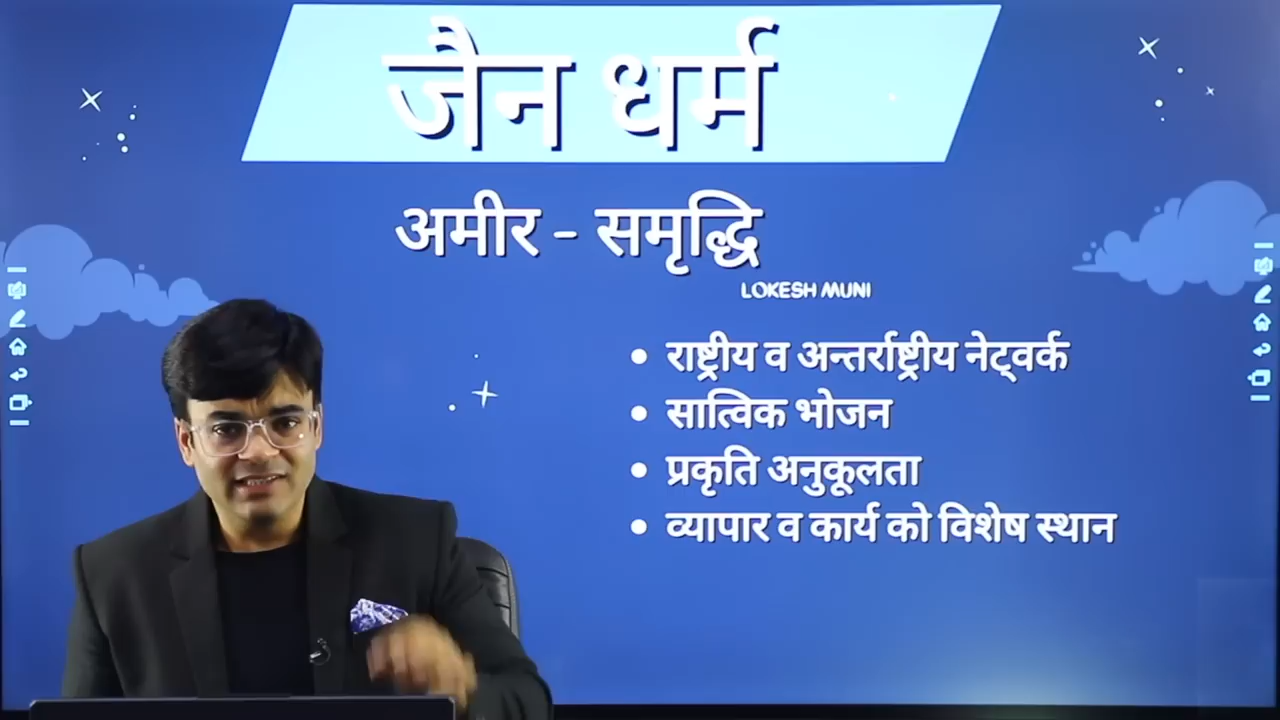 जैन धर्म
अमीर - समृद्धि
LOKESH MUNI
• राष्ट्रीय व अन्तर्राष्ट्रीय नेट्वर्क
• सात्विक भोजन
• प्रकृति अनुकूलता
• व्यापार व कार्य को विशेष स्थान